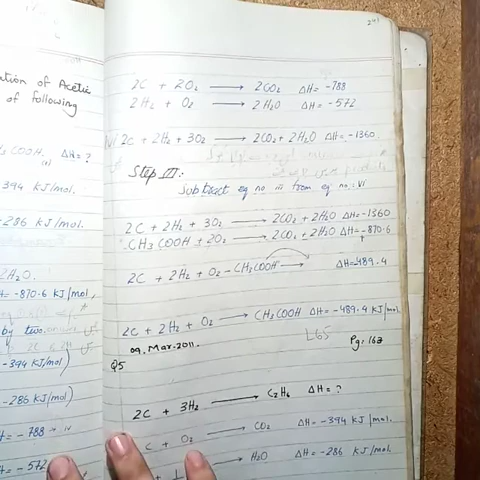 241
ation of Acetic
of following
COOH, ΔH = ?
394 KJ/mol.
286 KJ/mol.
2H₂O.
H = -870.6 KJ/mol,
by two.
-394 KJ/mol)
-286 KJ/mol)
H = -788
H = -572
2C + 2O₂ → 2CO₂ ΔH = -788
2H₂ + O₂ → 2H₂O ΔH = -572
vi 2C + 2H₂ + 3O₂ → 2CO₂ + 2H₂O ΔH = -1360.
Step III:
Subtract eq no iii from eq no: vi
2C + 2H₂ + 3O₂ → 2CO₂ + 2H₂O ΔH = -1360
CH₃COOH + 2O₂ → 2CO₂ + 2H₂O ΔH = -870.6
2C + 2H₂ + O₂ - CH₃COOH → ΔH = -489.4
2C + 2H₂ + O₂ → CH₃COOH ΔH = -489.4 KJ/mol.
09. Mar. 2011. L65 Pg: 163
Q5
2C + 3H₂ → C₂H₆ ΔH = ?
C + O₂ → CO₂ ΔH = -394 KJ/mol.
→ H₂O ΔH = -286 KJ/mol.